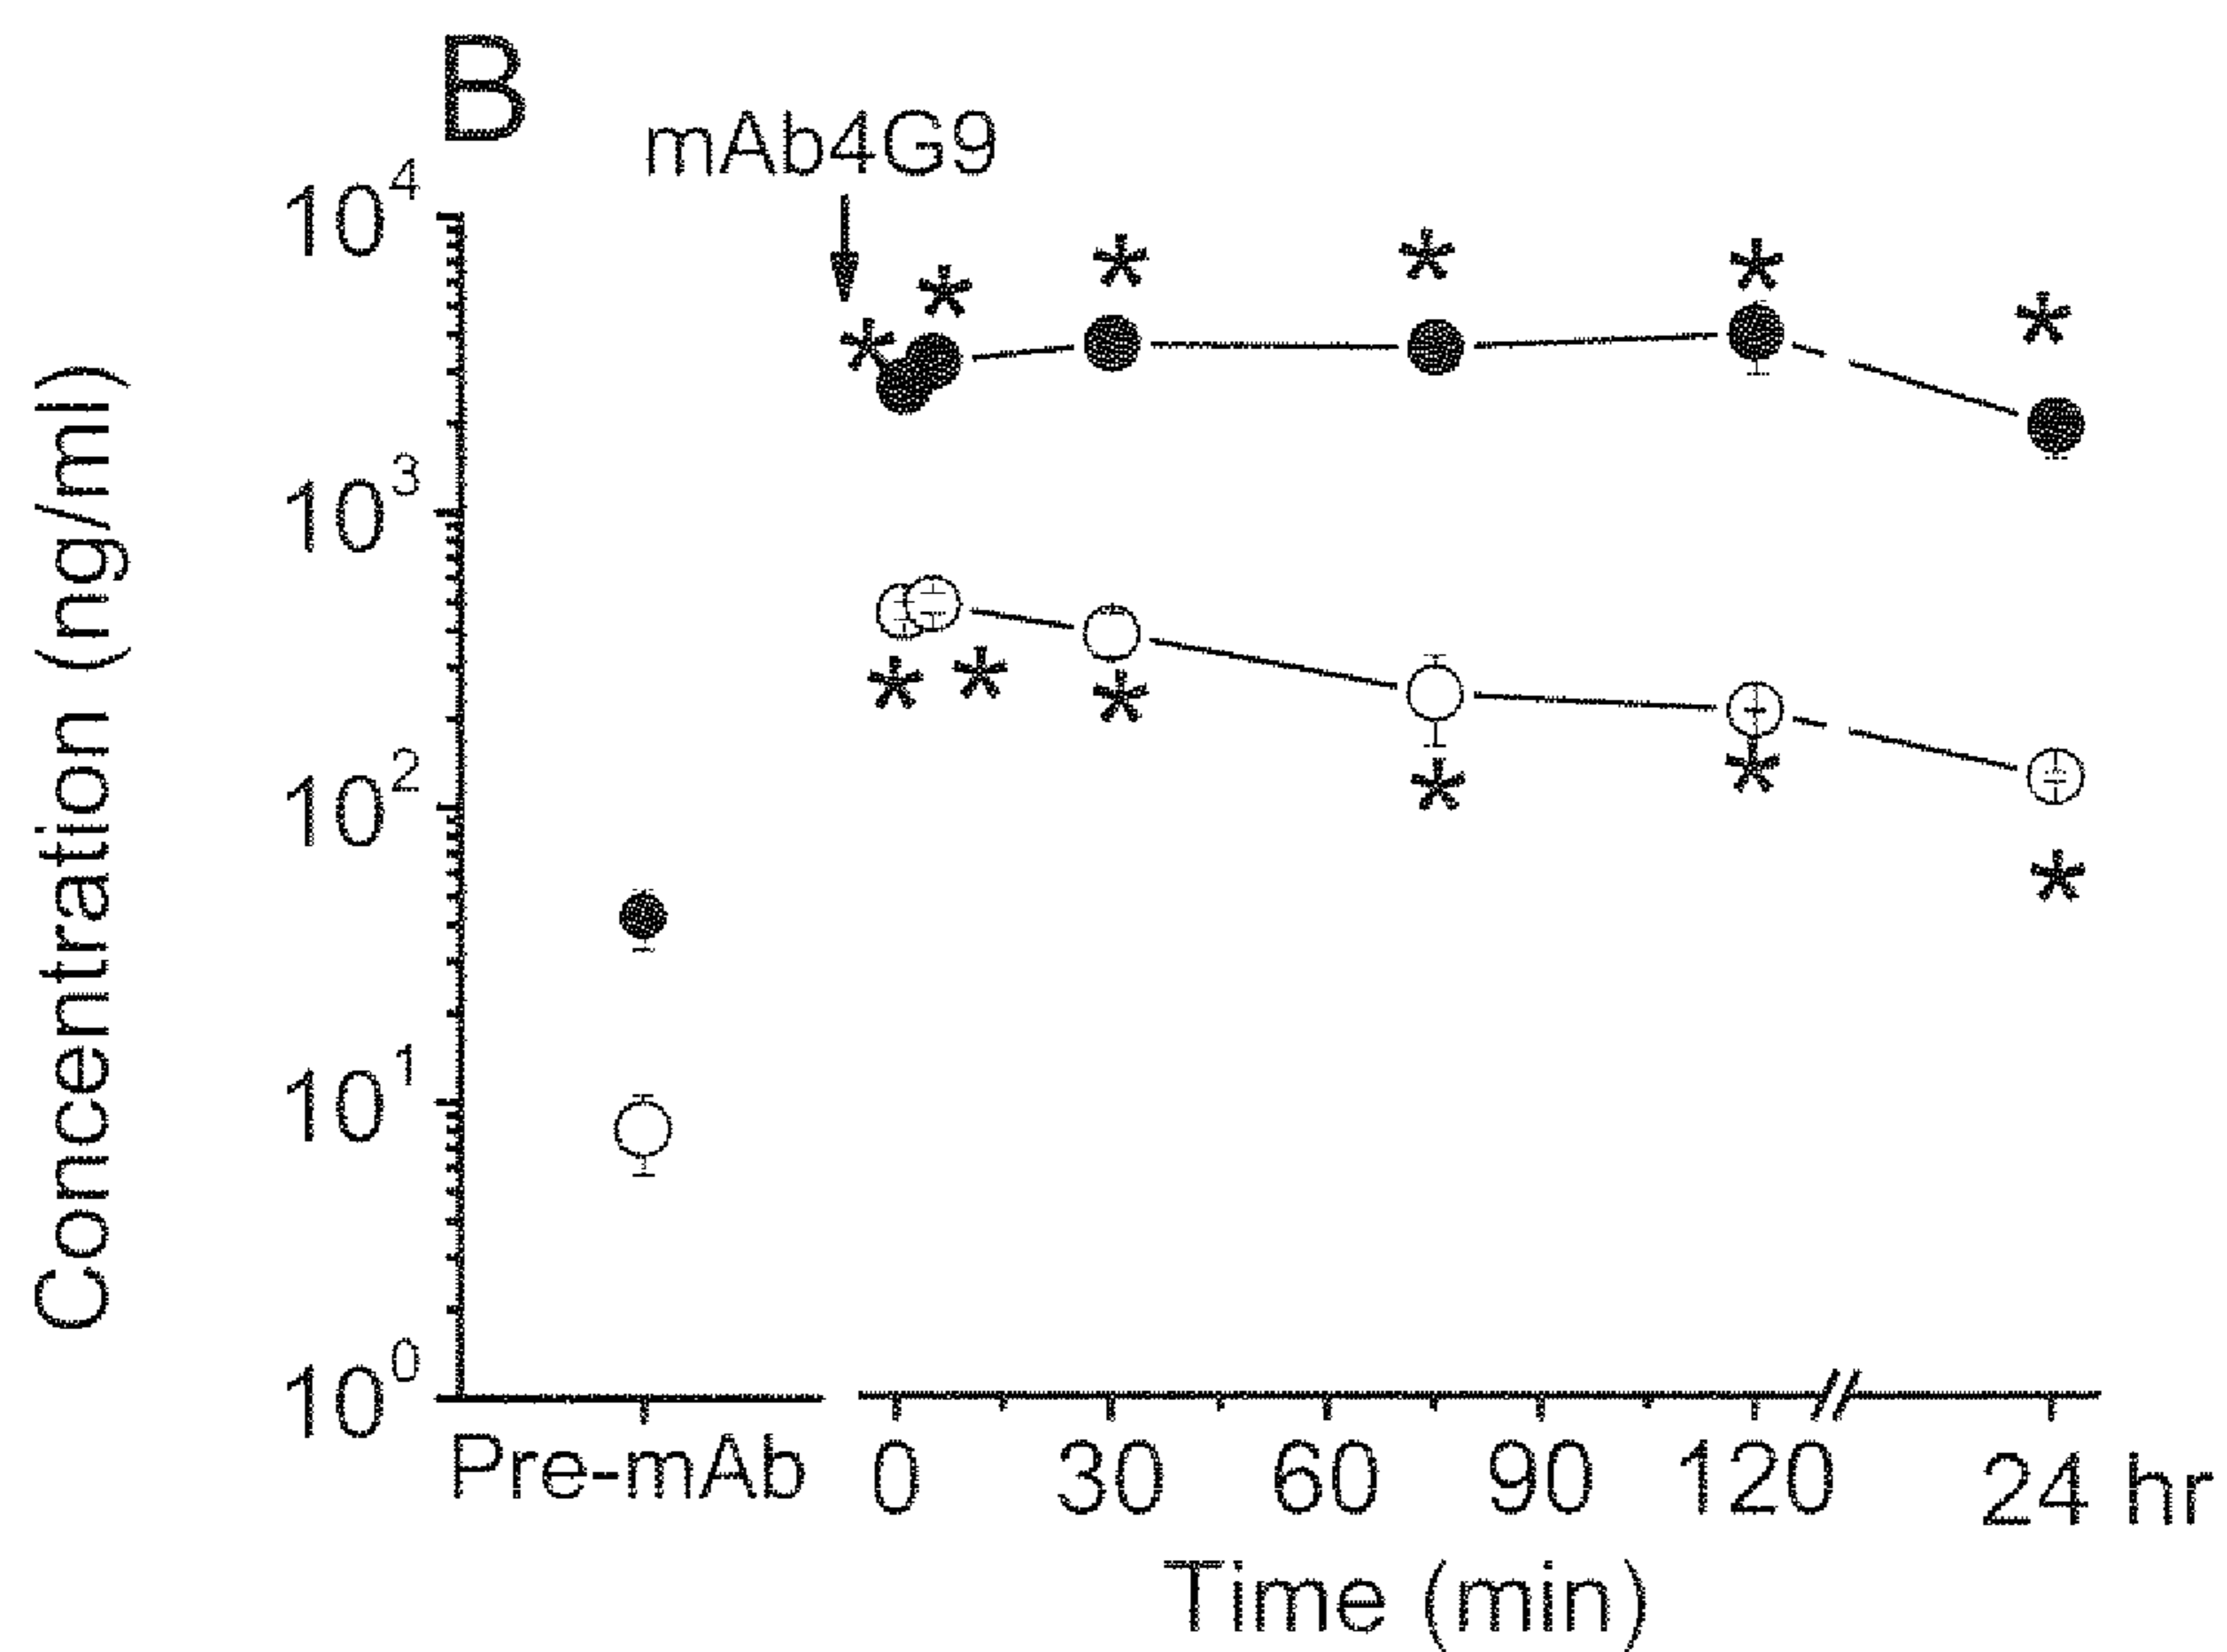 B
mAb4G9
10^4
10^3
10^2
10^1
10^0
Concentration (ng/ml)
* * * * * *
* * * * * *
Pre-mAb 0 30 60 90 120 24 hr
Time (min)